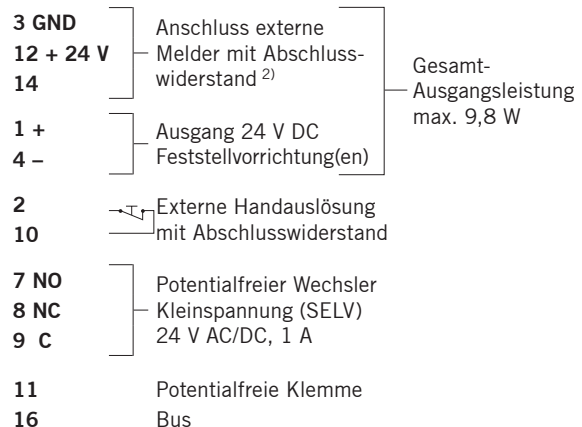 3 GND
12 + 24 V
14
Anschluss externe
Melder mit Abschluss-
widerstand 2)
1 +
4 –
Ausgang 24 V DC
Feststellvorrichtung(en)
Gesamt-
Ausgangsleistung
max. 9,8 W
2
10
Externe Handauslösung
mit Abschlusswiderstand
7 NO
8 NC
9 C
Potentialfreier Wechsler
Kleinspannung (SELV)
24 V AC/DC, 1 A
11 Potentialfreie Klemme
16 Bus